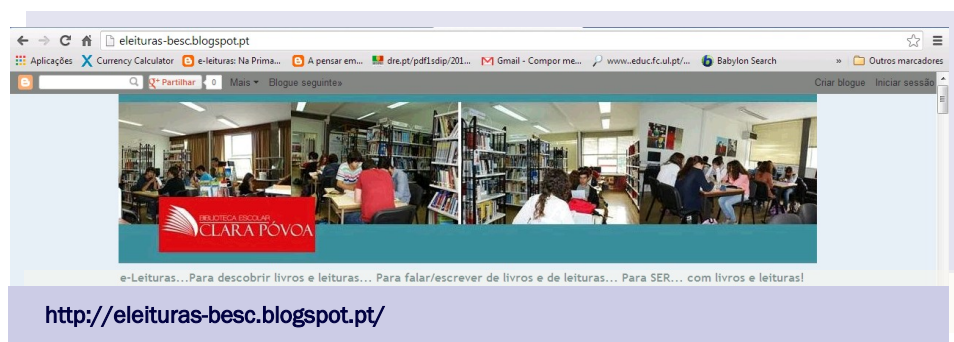 eleituras-besc.blogspot.pt
Aplicações Currency Calculator e-leituras: Na Prima... A pensar em... dre.pt/pdf1sdip/201... Gmail - Compor me... www..educ.fc.ul.pt/... Babylon Search » Outros marcadores
Partilhar 0 Mais Blogue seguinte» Criar blogue Iniciar sessão
BIBLIOTECA ESCOLAR
CLARA PÓVOA
e-Leituras...Para descobrir livros e leituras... Para falar/escrever de livros e de leituras... Para SER... com livros e leituras!
http://eleituras-besc.blogspot.pt/